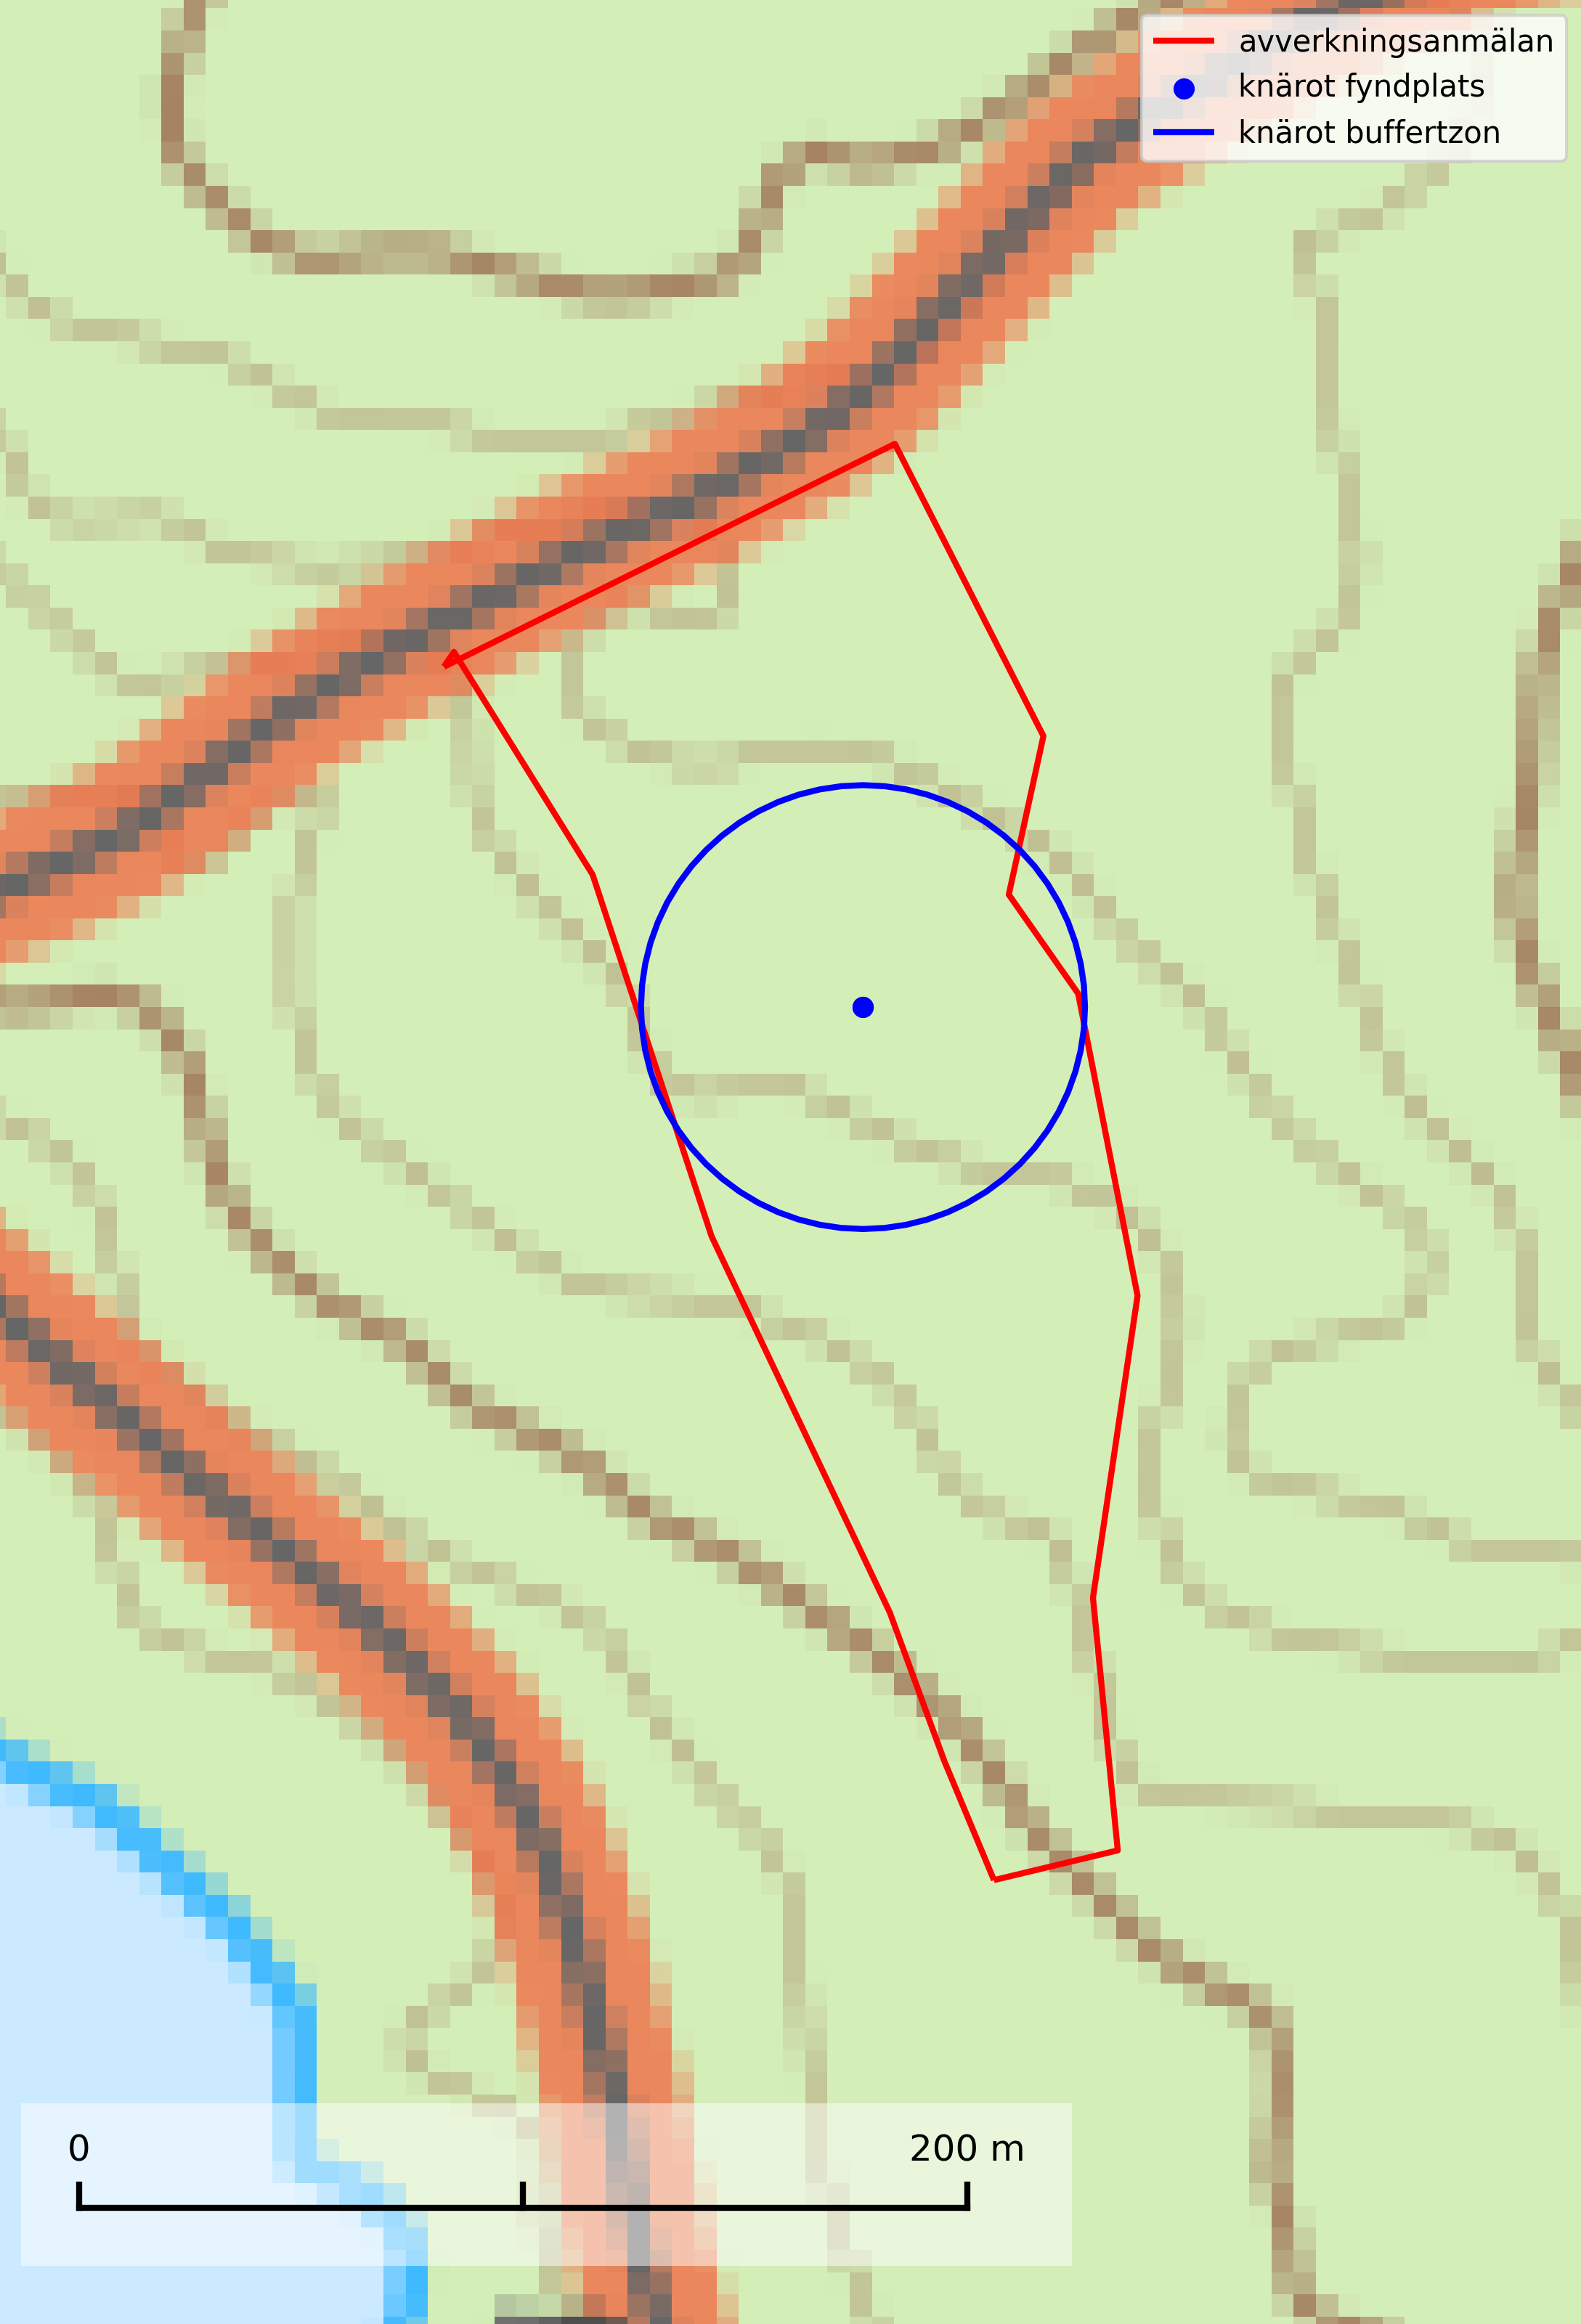 avverkningsanmälan
knärot fyndplats
knärot buffertzon
0 200 m